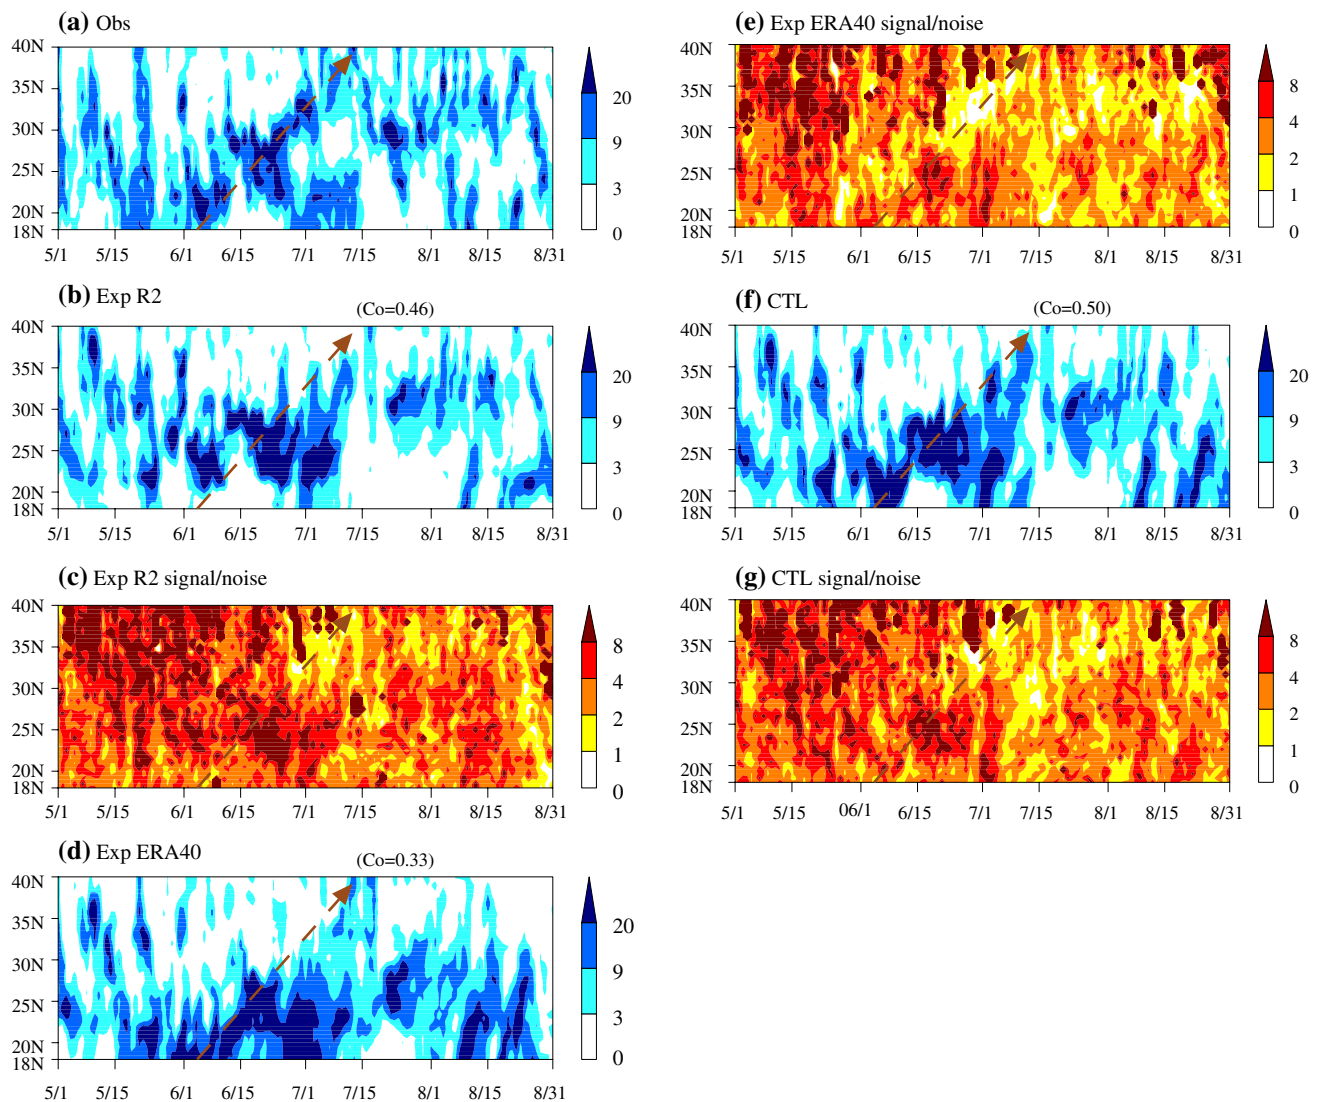 (a) Obs
40N
35N
30N
25N
20N
18N
5/1 5/15 6/1 6/15 7/1 7/15 8/1 8/15 8/31
20
9
3
0
(b) Exp R2 (Co=0.46)
40N
35N
30N
25N
20N
18N
5/1 5/15 6/1 6/15 7/1 7/15 8/1 8/15 8/31
20
9
3
0
(c) Exp R2 signal/noise
40N
35N
30N
25N
20N
18N
5/1 5/15 6/1 6/15 7/1 7/15 8/1 8/15 8/31
8
4
2
1
0
(d) Exp ERA40 (Co=0.33)
40N
35N
30N
25N
20N
18N
5/1 5/15 6/1 6/15 7/1 7/15 8/1 8/15 8/31
20
9
3
0
(e) Exp ERA40 signal/noise
40N
35N
30N
25N
20N
18N
5/1 5/15 6/1 6/15 7/1 7/15 8/1 8/15 8/31
8
4
2
1
0
(f) CTL (Co=0.50)
40N
35N
30N
25N
20N
18N
5/1 5/15 6/1 6/15 7/1 7/15 8/1 8/15 8/31
20
9
3
0
(g) CTL signal/noise
40N
35N
30N
25N
20N
18N
5/1 5/15 06/1 6/15 7/1 7/15 8/1 8/15 8/31
8
4
2
1
0